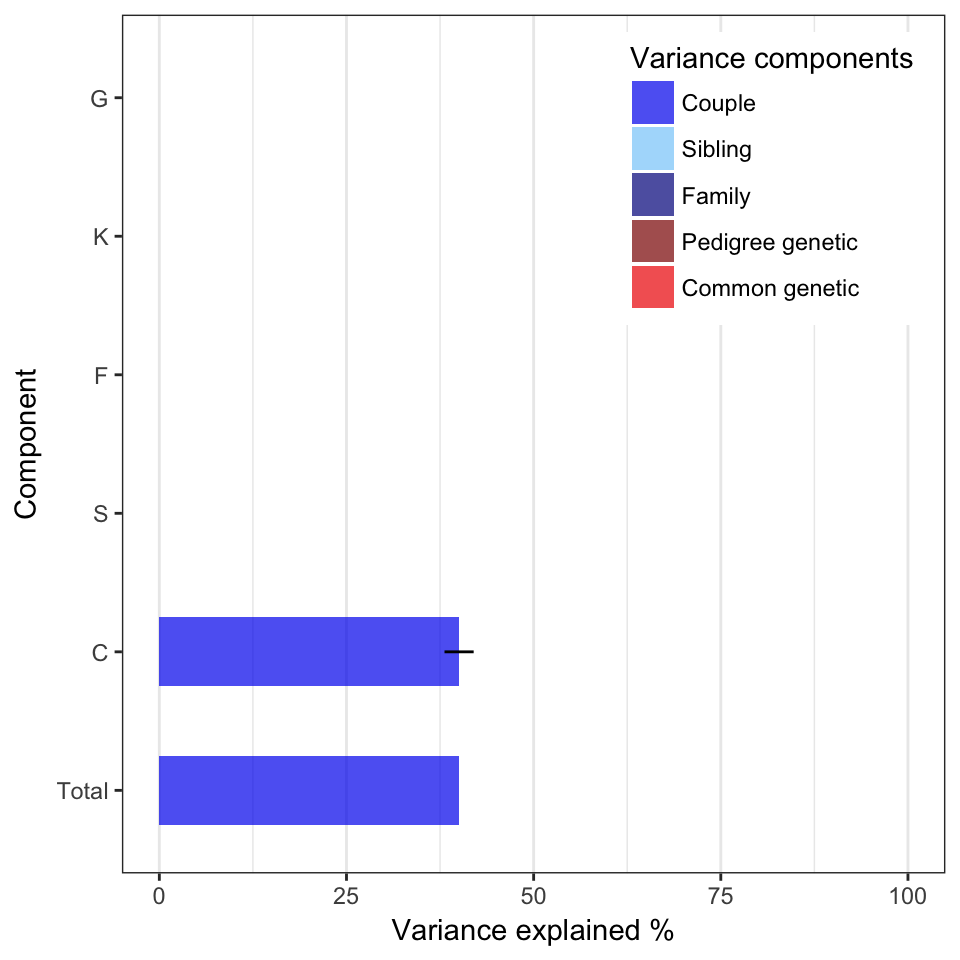 Variance components
Couple
Sibling
Family
Pedigree genetic
Common genetic
Component
G
K
F
S
C
Total
0 25 50 75 100
Variance explained %